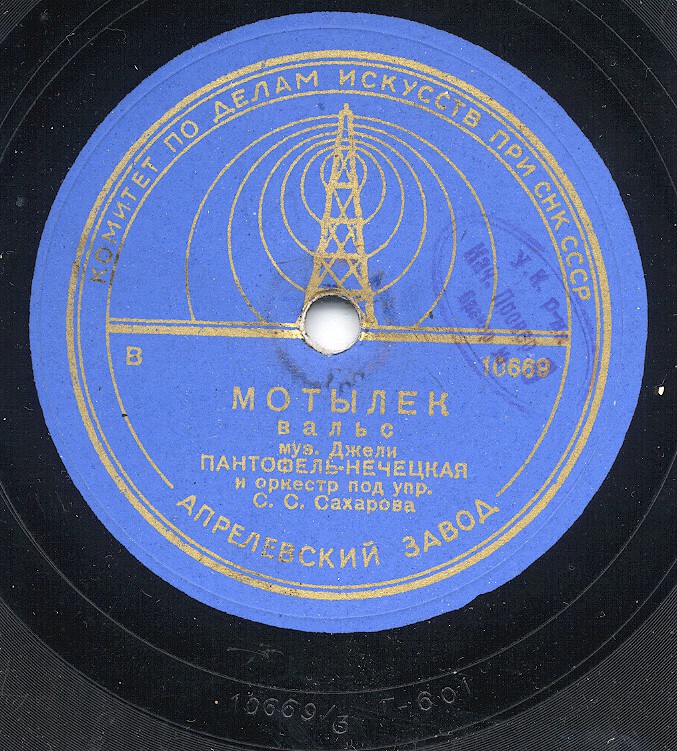 КОМИТЕТ ПО ДЕЛАМ ИСКУССТВ ПРИ СНК СССР
В 10669
МОТЫЛЕК
вальс
муз. Джели
ПАНТОФЕЛЬ-НЕЧЕЦКАЯ
и оркестр под упр.
С. С. Сахарова
АПРЕЛЕВСКИЙ ЗАВОД
10669/3 Г-601